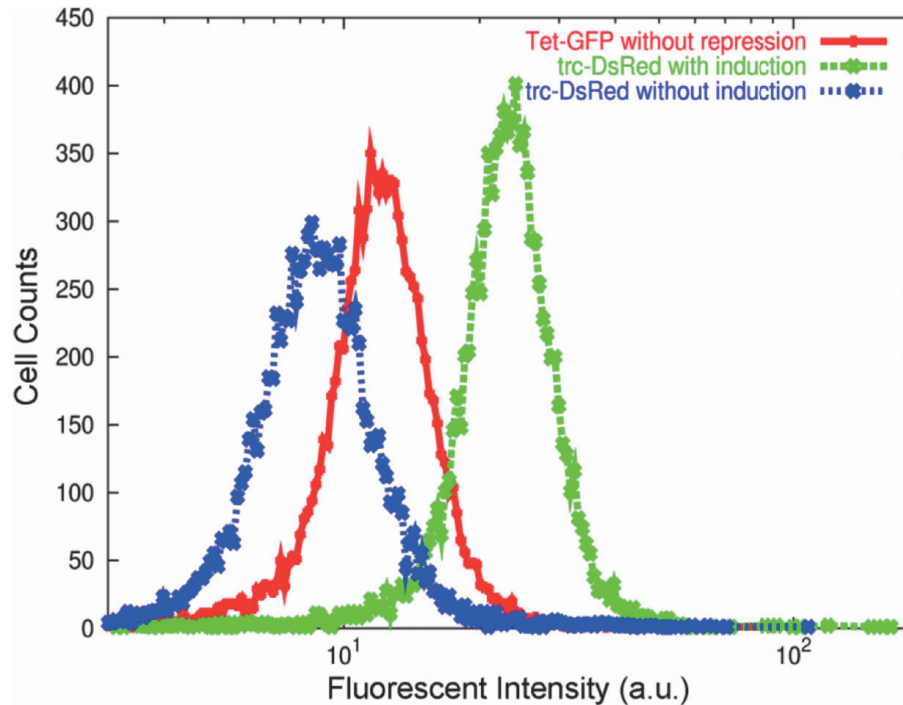 450
400
350
300
250
200
150
100
50
0
Cell Counts
Tet-GFP without repression
trc-DsRed with induction
trc-DsRed without induction
10¹
10²
Fluorescent Intensity (a.u.)